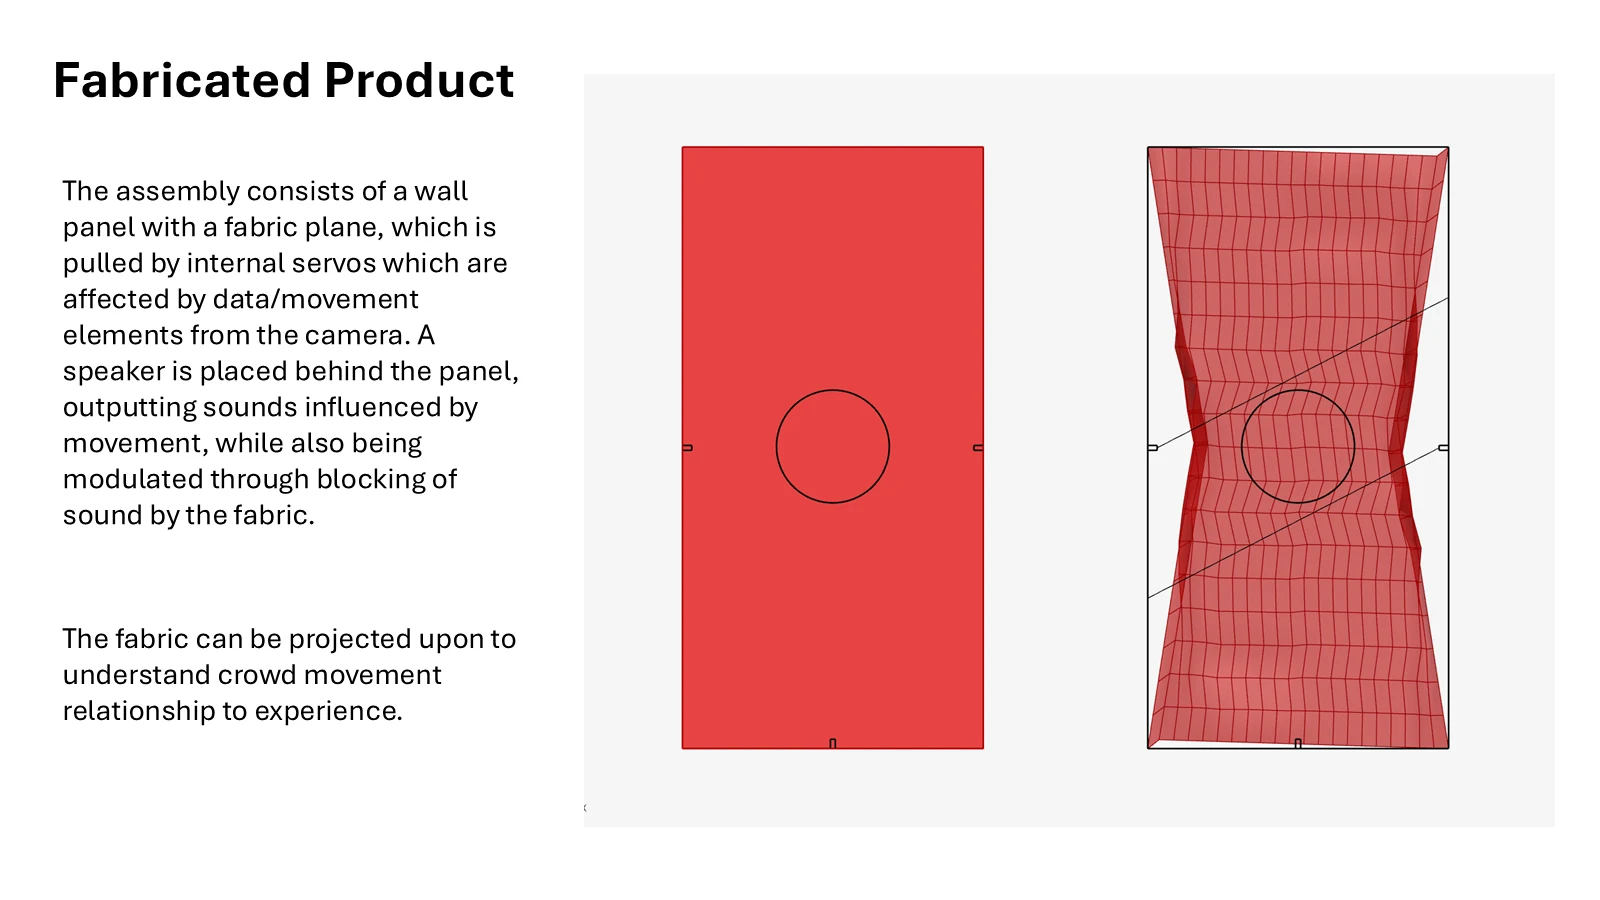 Fabricated Product
The assembly consists of a wall
panel with a fabric plane, which is
pulled by internal servos which are
affected by data/movement
elements from the camera. A
speaker is placed behind the panel,
outputting sounds influenced by
movement, while also being
modulated through blocking of
sound by the fabric.
The fabric can be projected upon to
understand crowd movement
relationship to experience.